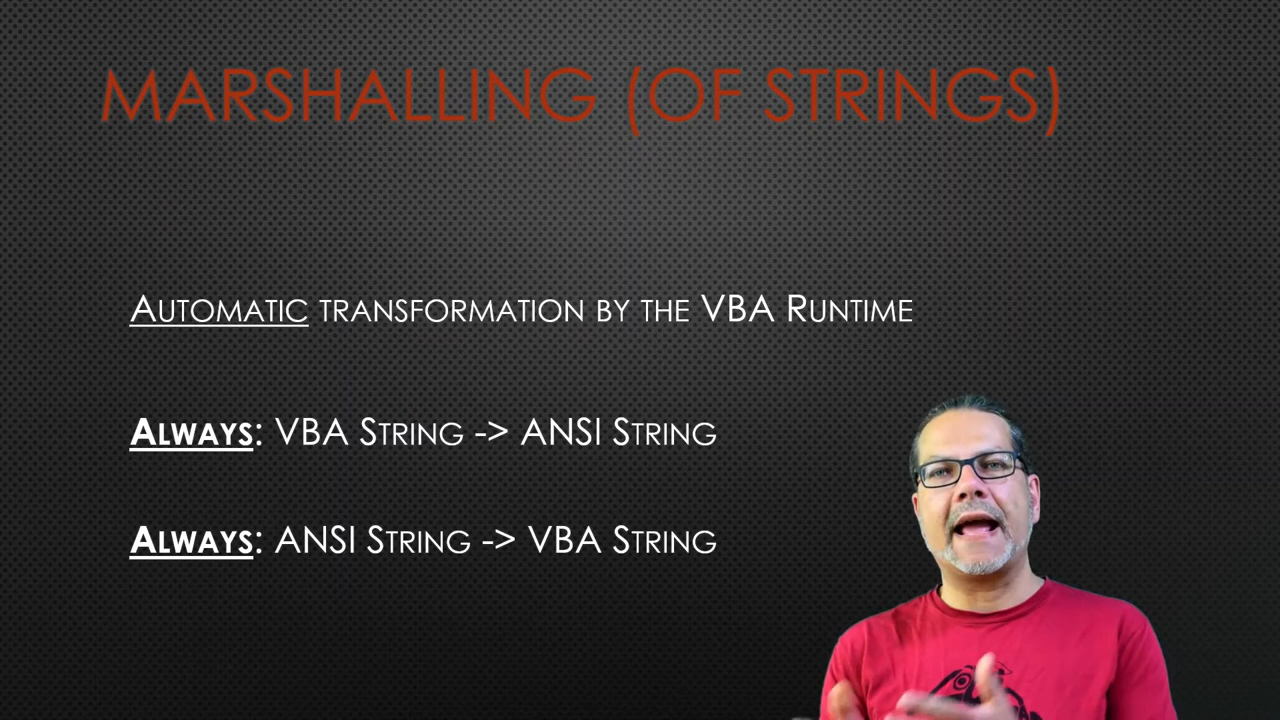 MARSHALLING (OF STRINGS)
AUTOMATIC TRANSFORMATION BY THE VBA RUNTIME
ALWAYS: VBA STRING -> ANSI STRING
ALWAYS: ANSI STRING -> VBA STRING